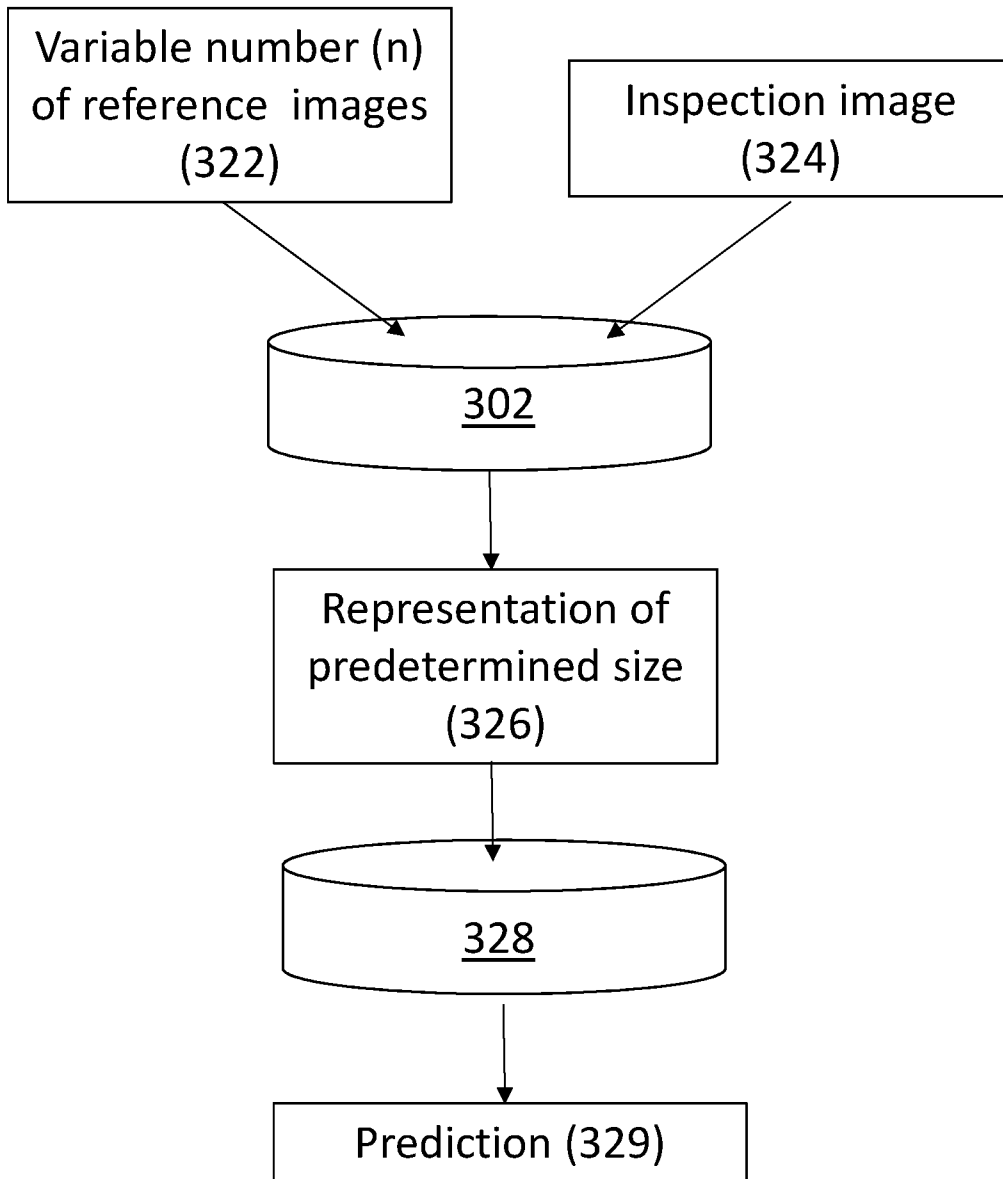 Variable number (n)
of reference images
(322)
Inspection image
(324)
302
Representation of
predetermined size
(326)
328
Prediction (329)